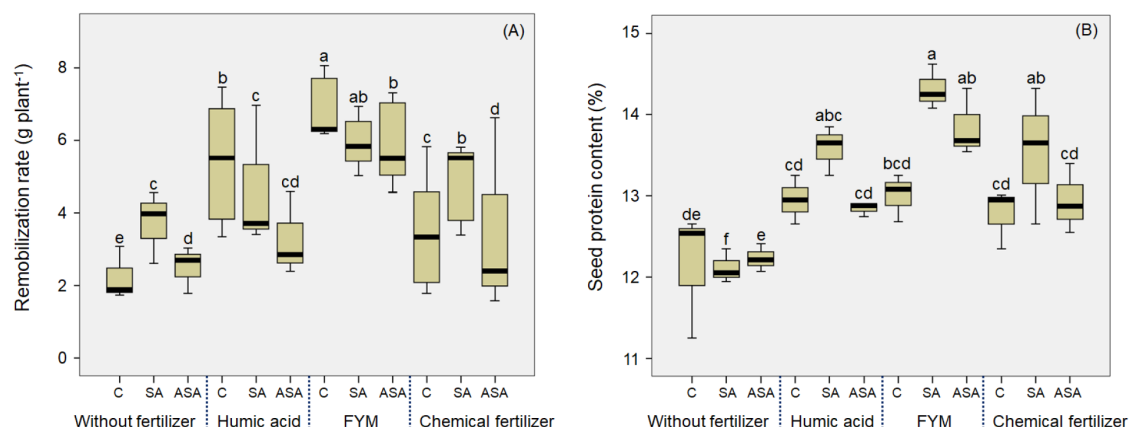 (A)
Remobilization rate (g plant⁻¹)
8
6
4
2
0
e c d b c cd a ab b c b d
C SA ASA C SA ASA C SA ASA C SA ASA
Without fertilizer Humic acid FYM Chemical fertilizer
(B)
Seed protein content (%)
15
14
13
12
11
de f e cd abc cd bcd a ab cd ab cd
C SA ASA C SA ASA C SA ASA C SA ASA
Without fertilizer Humic acid FYM Chemical fertilizer